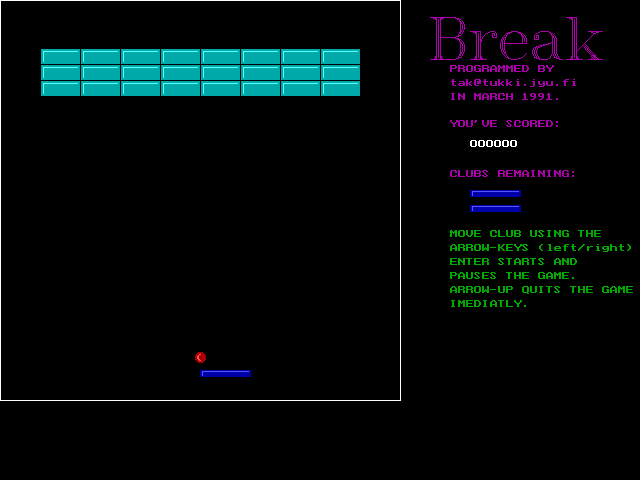 Break
PROGRAMMED BY
tak@tukki.jyu.fi
IN MARCH 1991.
YOU'VE SCORED:
000000
CLUBS REMAINING:
MOVE CLUB USING THE
ARROW-KEYS (left/right)
ENTER STARTS AND
PAUSES THE GAME.
ARROW-UP QUITS THE GAME
IMEDIATLY.